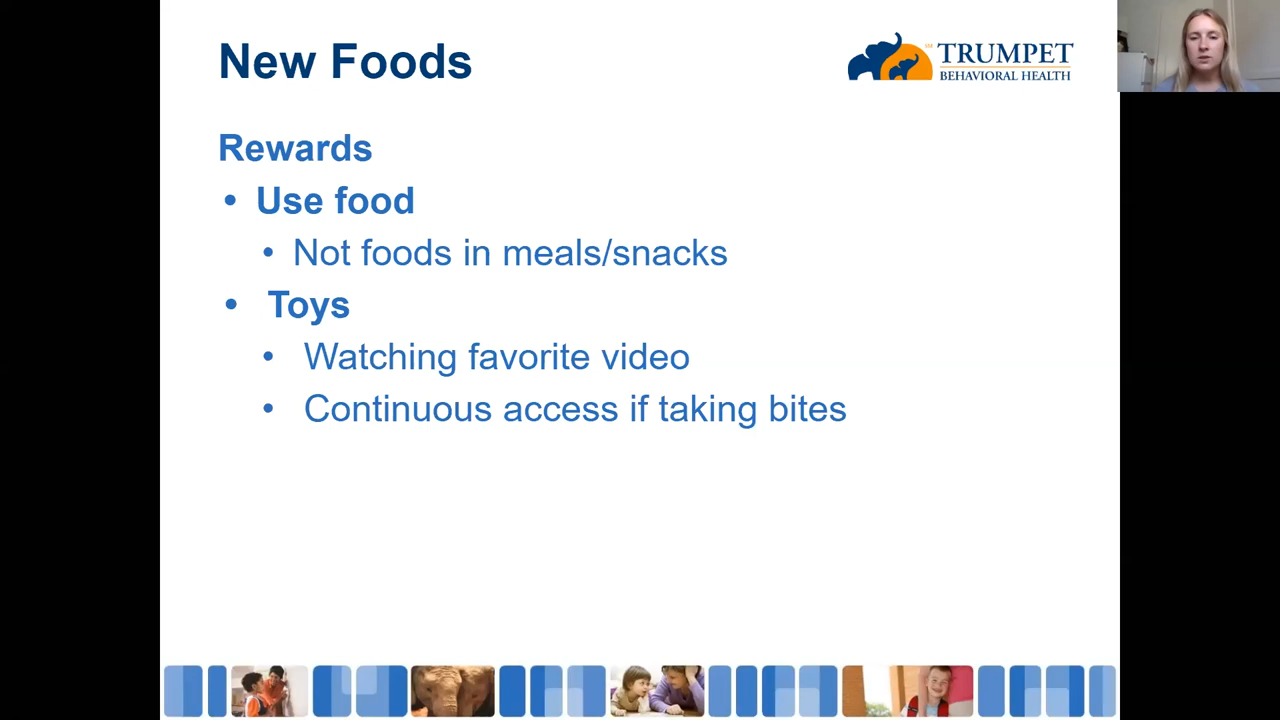 New Foods
TRUMPET
BEHAVIORAL HEALTH
Rewards
• Use food
• Not foods in meals/snacks
• Toys
• Watching favorite video
• Continuous access if taking bites